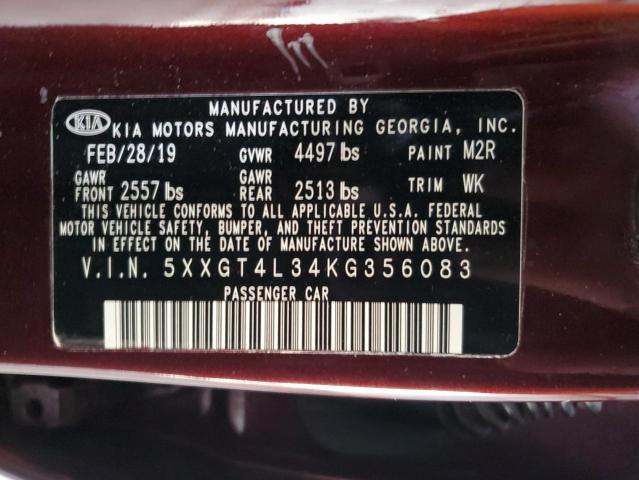 MANUFACTURED BY
KIA KIA MOTORS MANUFACTURING GEORGIA, INC.
FEB/28/19 GVWR 4497 lbs PAINT M2R
GAWR FRONT 2557 lbs GAWR REAR 2513 lbs TRIM WK
THIS VEHICLE CONFORMS TO ALL APPLICABLE U.S.A. FEDERAL
MOTOR VEHICLE SAFETY, BUMPER, AND THEFT PREVENTION STANDARDS
IN EFFECT ON THE DATE OF MANUFACTURE SHOWN ABOVE.
V.I.N. 5XXGT4L34KG356083
PASSENGER CAR